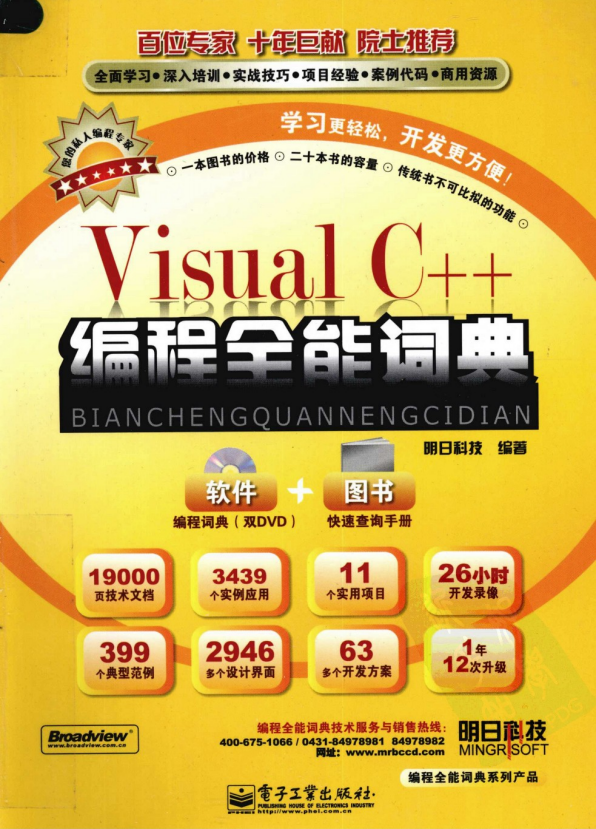 百位专家 十年巨献 院士推荐
全面学习●深入培训●实战技巧●项目经验●案例代码●商用资源
您的私人编程专家
学习更轻松，开发更方便！
⊙一本图书的价格 ⊙二十本书的容量 ⊙传统书不可比拟的功能⊙
Visual C++
编程全能词典
BIANCHENGQUANNENGCIDIAN
明日科技 编著
软件 + 图书
编程词典（双DVD） 快速查询手册
19000
页技术文档
3439
个实例应用
11
个实用项目
26小时
开发录像
399
个典型范例
2946
多个设计界面
63
多个开发方案
1年
12次升级
Broadview®
www.broadview.com.cn
编程全能词典技术服务与销售热线：
400-675-1066 / 0431-84978981 84978982
网址：www.mrbccd.com
明日科技
MINGRISOFT
编程全能词典系列产品
电子工业出版社
PUBLISHING HOUSE OF ELECTRONICS INDUSTRY
http://www.phei.com.cn